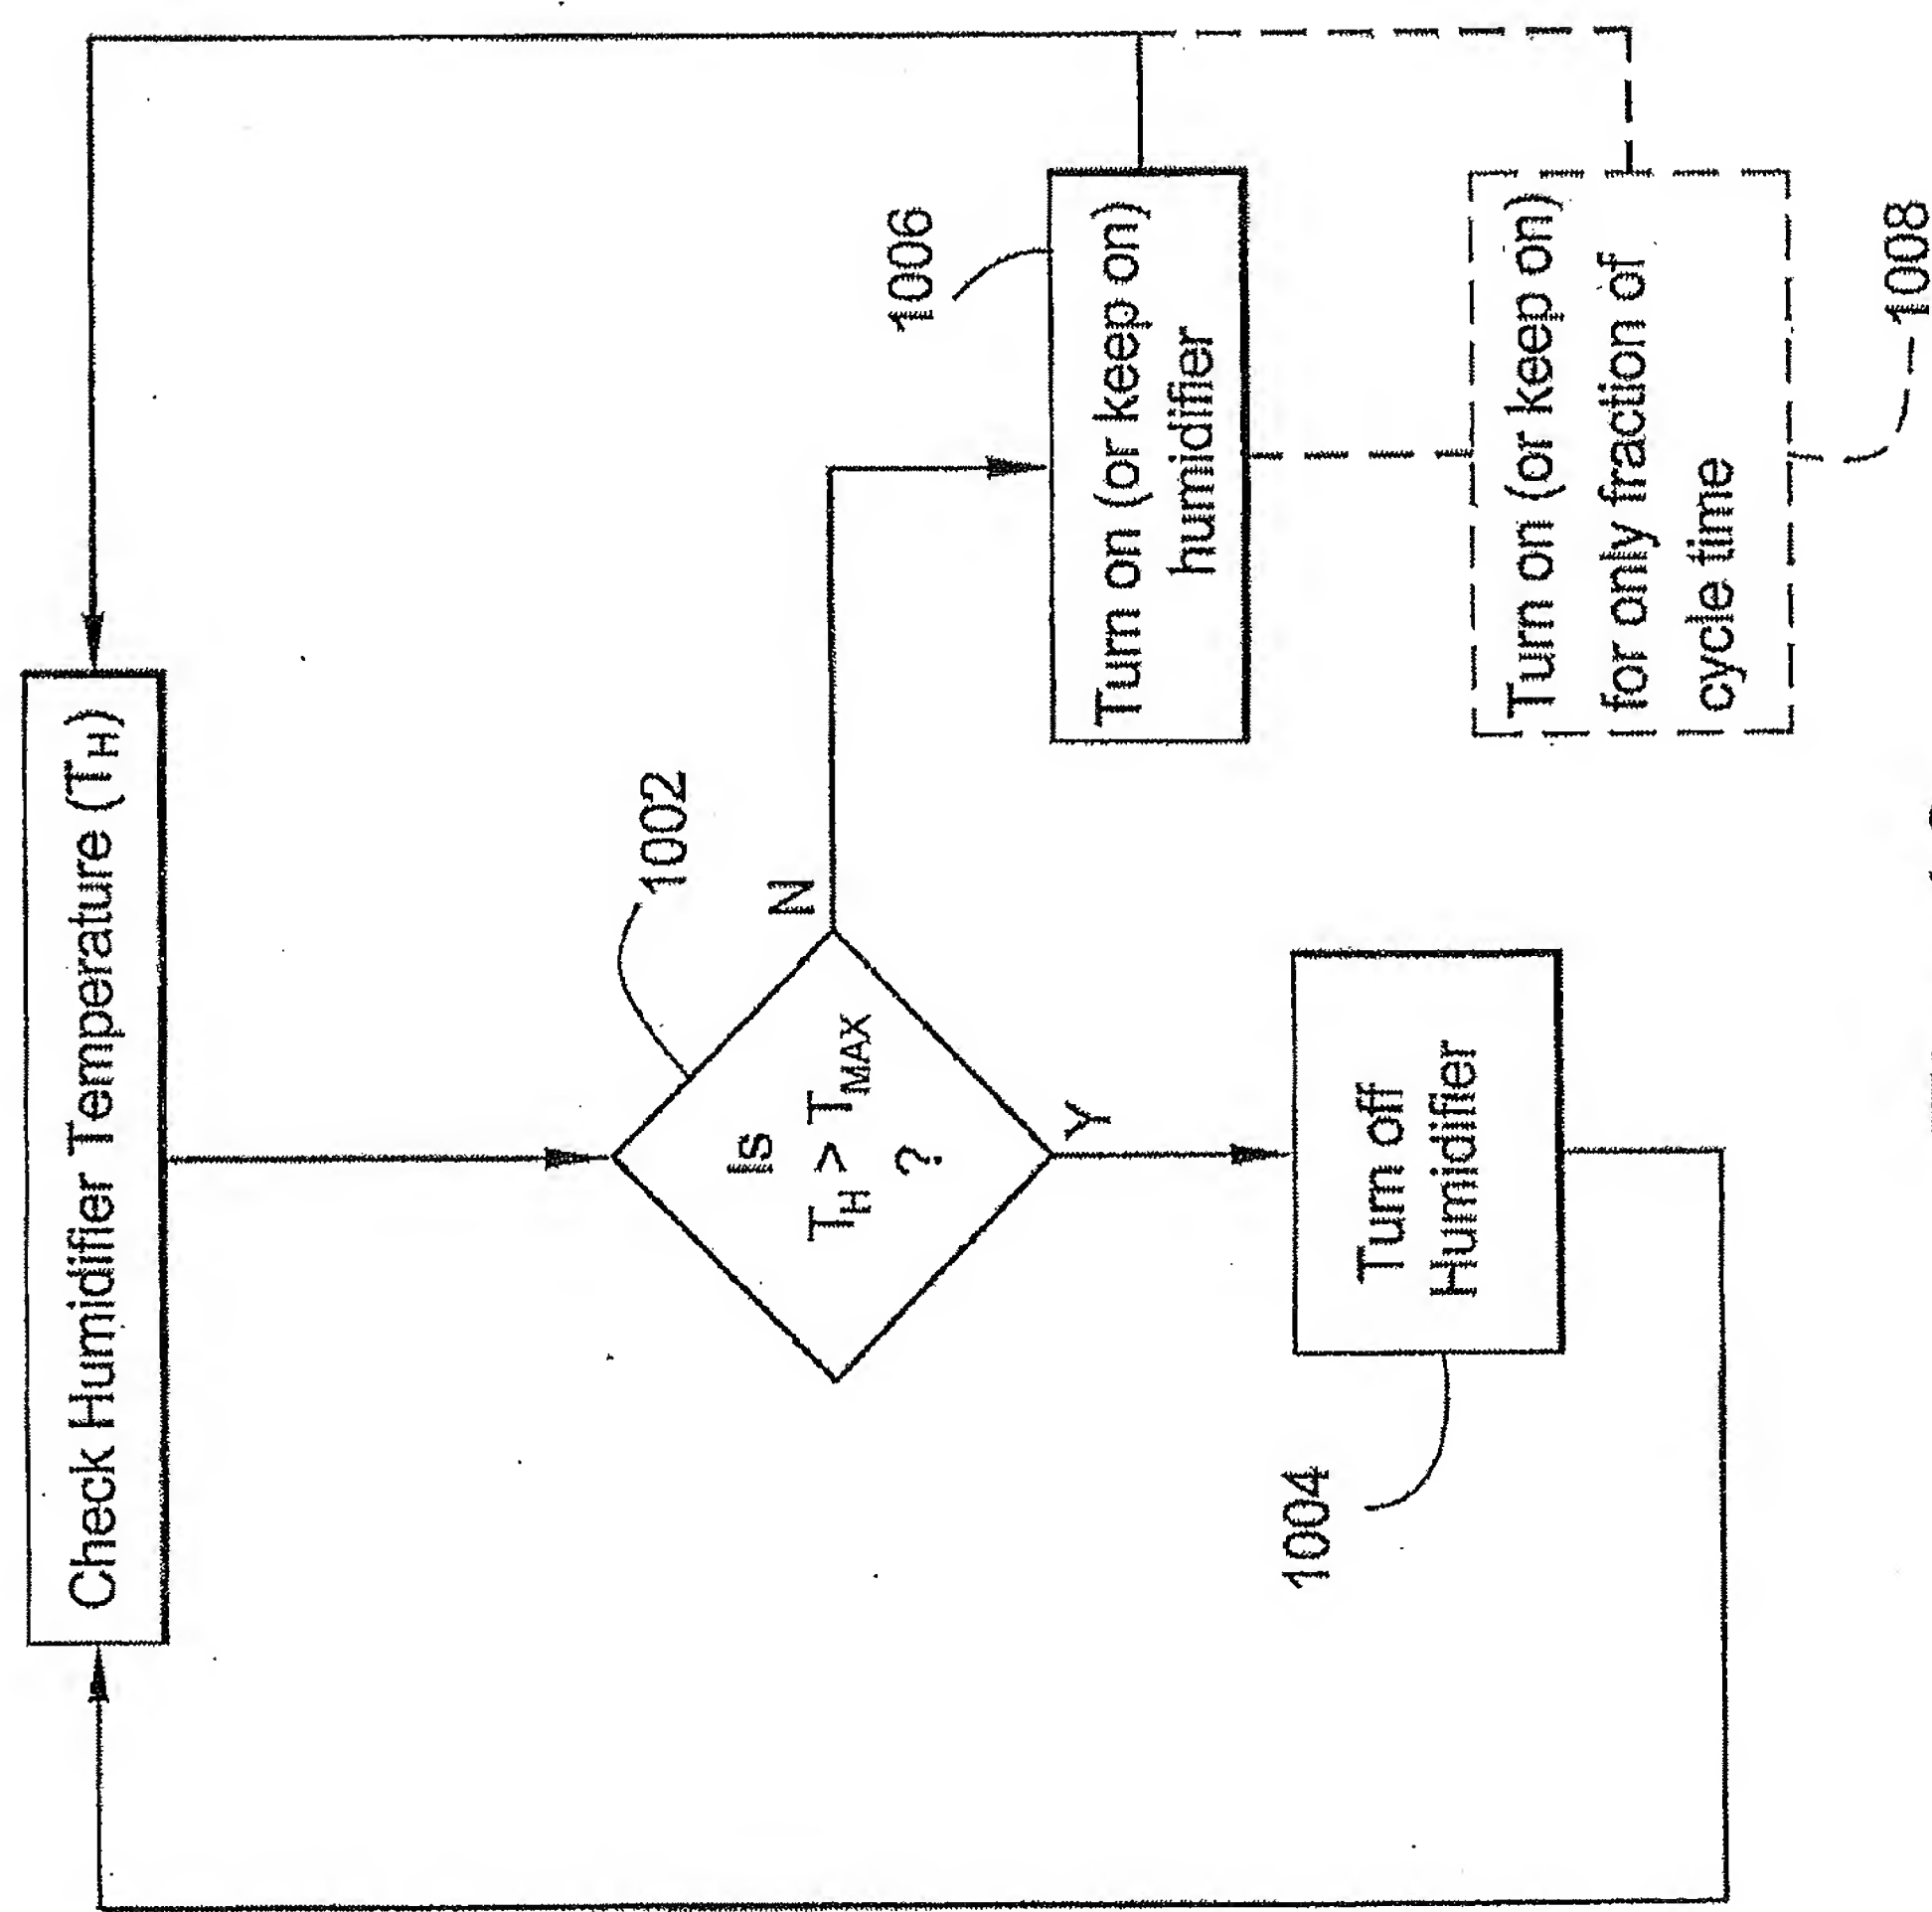 Check Humidifier Temperature (TH)
1002
Is
TH > TMAX
?
N
Y
1006
Turn on (or keep on)
humidifier
Turn off
Humidifier
1004
Turn on (or keep on)
for only fraction of
cycle time
1008